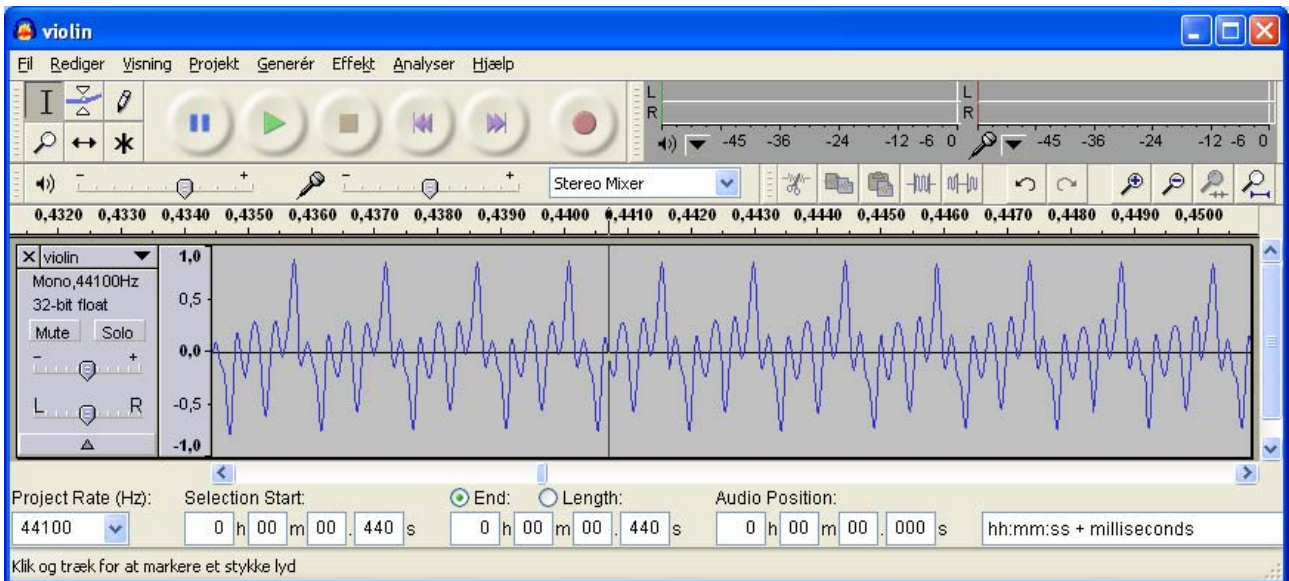 violin
Fil Rediger Visning Projekt Generér Effekt Analyser Hjælp
L
R
-45 -36 -24 -12 -6 0
L
R
-45 -36 -24 -12 -6 0
- + - + Stereo Mixer
0,4320 0,4330 0,4340 0,4350 0,4360 0,4370 0,4380 0,4390 0,4400 0,4410 0,4420 0,4430 0,4440 0,4450 0,4460 0,4470 0,4480 0,4490 0,4500
X violin
Mono,44100Hz
32-bit float
Mute Solo
- +
L R
1,0
0,5
0,0
-0,5
-1,0
Project Rate (Hz): Selection Start: End: Length: Audio Position:
44100 0 h 00 m 00 . 440 s 0 h 00 m 00 . 440 s 0 h 00 m 00 . 000 s hh:mm:ss + milliseconds
Klik og træk for at markere et stykke lyd